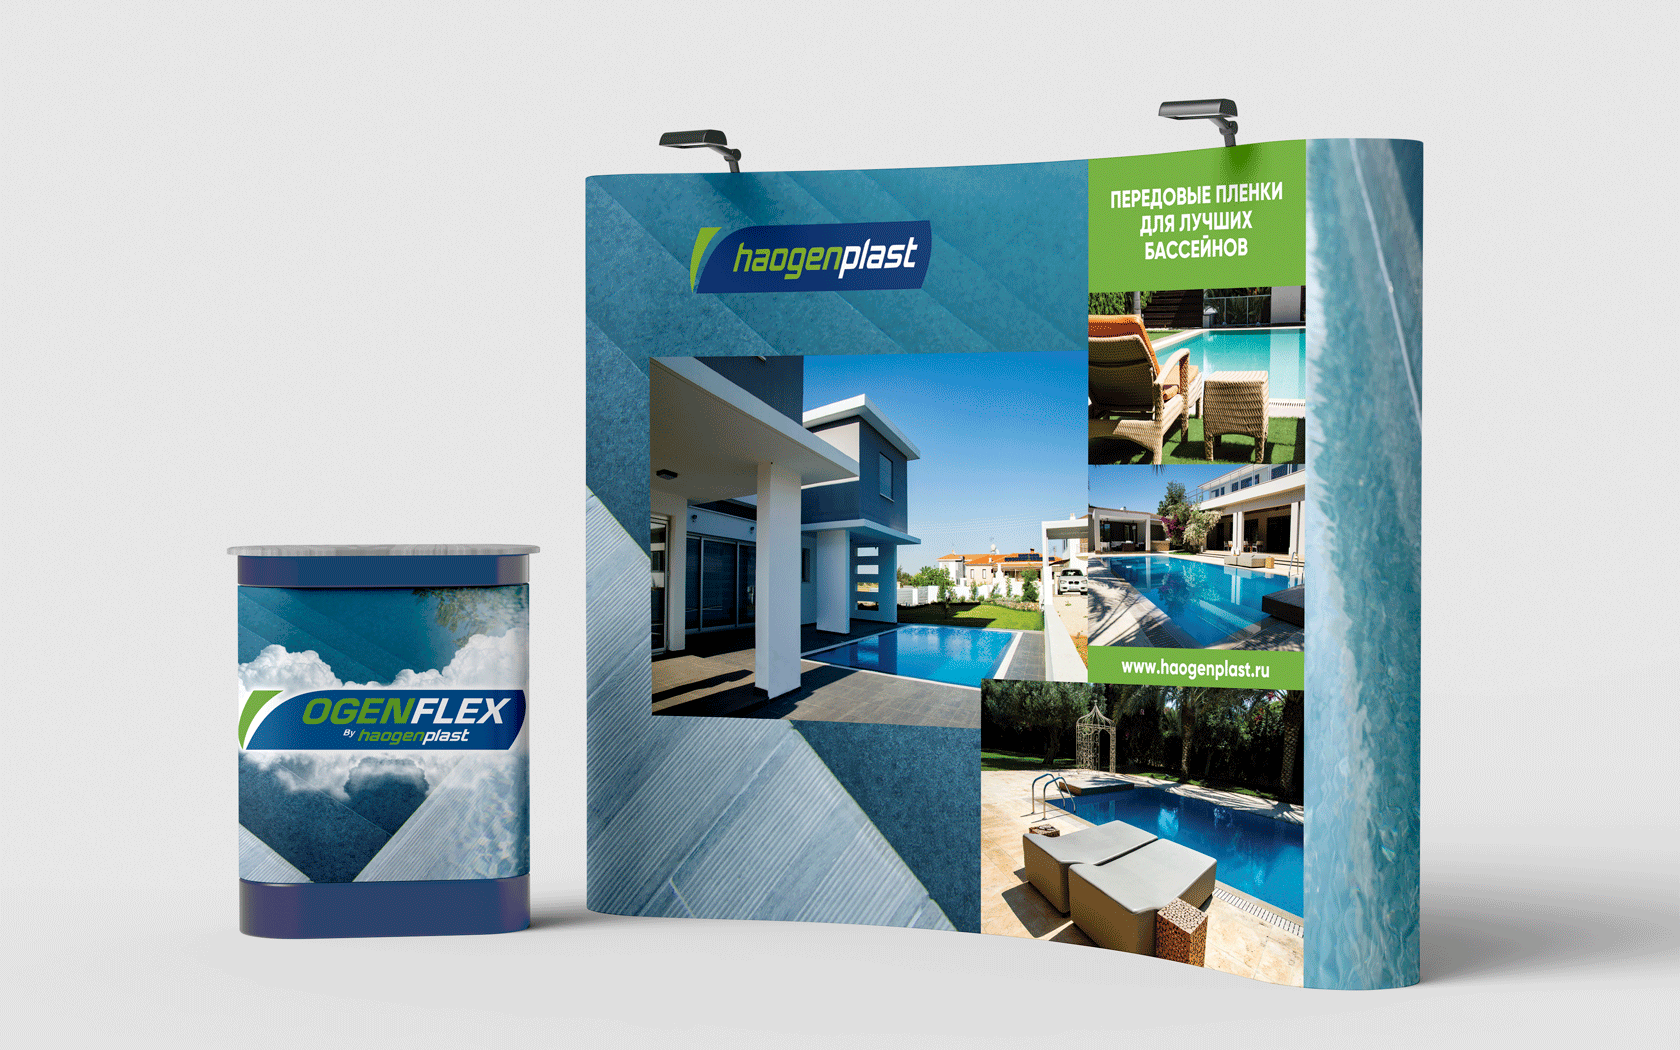 haogenplast
ПЕРЕДОВЫЕ ПЛЕНКИ
ДЛЯ ЛУЧШИХ
БАССЕЙНОВ
www.haogenplast.ru
OGENFLEX
By haogenplast